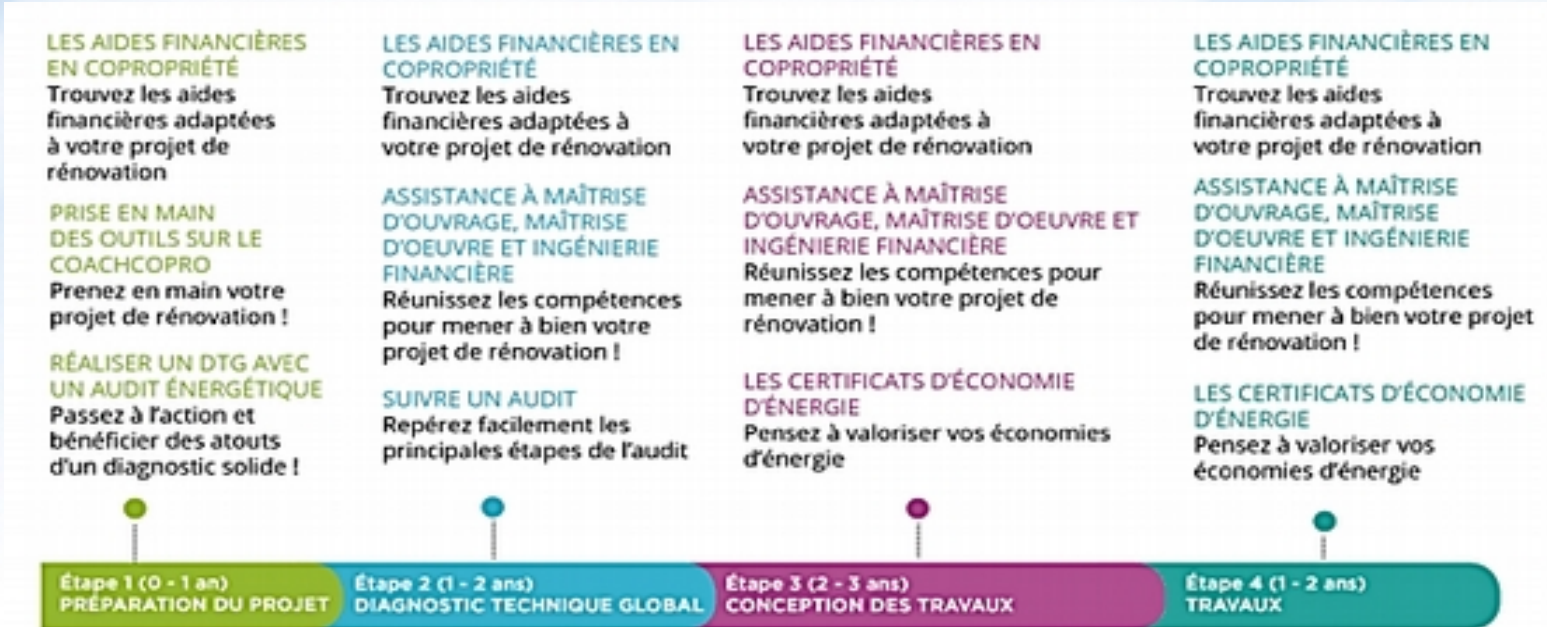 LES AIDES FINANCIÈRES
EN COPROPRIÉTÉ
Trouvez les aides
financières adaptées
à votre projet de
rénovation
PRISE EN MAIN
DES OUTILS SUR LE
COACHCOPRO
Prenez en main votre
projet de rénovation !
RÉALISER UN DTG AVEC
UN AUDIT ÉNERGÉTIQUE
Passez à l'action et
bénéficier des atouts
d'un diagnostic solide !
Étape 1 (0 - 1 an)
PRÉPARATION DU PROJET
LES AIDES FINANCIÈRES EN
COPROPRIÉTÉ
Trouvez les aides
financières adaptées à
votre projet de rénovation
ASSISTANCE À MAÎTRISE
D'OUVRAGE, MAÎTRISE
D'OEUVRE ET INGÉNIERIE
FINANCIÈRE
Réunissez les compétences
pour mener à bien votre
projet de rénovation !
SUIVRE UN AUDIT
Repérez facilement les
principales étapes de l'audit
Étape 2 (1 - 2 ans)
DIAGNOSTIC TECHNIQUE GLOBAL
LES AIDES FINANCIÈRES EN
COPROPRIÉTÉ
Trouvez les aides
financières adaptées à
votre projet de rénovation
ASSISTANCE À MAÎTRISE
D'OUVRAGE, MAÎTRISE D'OEUVRE ET
INGÉNIERIE FINANCIÈRE
Réunissez les compétences pour
mener à bien votre projet de
rénovation !
LES CERTIFICATS D'ÉCONOMIE
D'ÉNERGIE
Pensez à valoriser vos économies
d'énergie
Étape 3 (2 - 3 ans)
CONCEPTION DES TRAVAUX
LES AIDES FINANCIÈRES EN
COPROPRIÉTÉ
Trouvez les aides
financières adaptées à
votre projet de rénovation
ASSISTANCE À MAÎTRISE
D'OUVRAGE, MAÎTRISE
D'OEUVRE ET INGÉNIERIE
FINANCIÈRE
Réunissez les compétences
pour mener à bien votre projet
de rénovation !
LES CERTIFICATS D'ÉCONOMIE
D'ÉNERGIE
Pensez à valoriser vos
économies d'énergie
Étape 4 (1 - 2 ans)
TRAVAUX